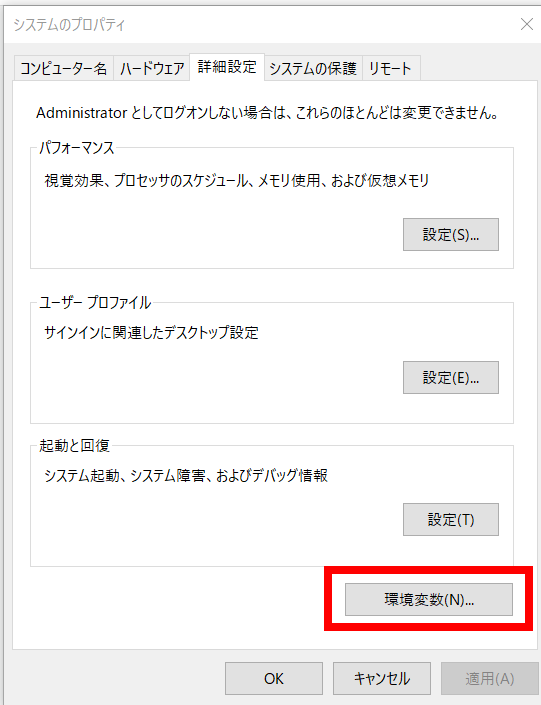 システムのプロパティ
コンピューター名 ハードウェア 詳細設定 システムの保護 リモート
Administrator としてログオンしない場合は、これらのほとんどは変更できません。
パフォーマンス
視覚効果、プロセッサのスケジュール、メモリ使用、および仮想メモリ
設定(S)...
ユーザー プロファイル
サインインに関連したデスクトップ設定
設定(E)...
起動と回復
システム起動、システム障害、およびデバッグ情報
設定(T)
環境変数(N)...
OK キャンセル 適用(A)